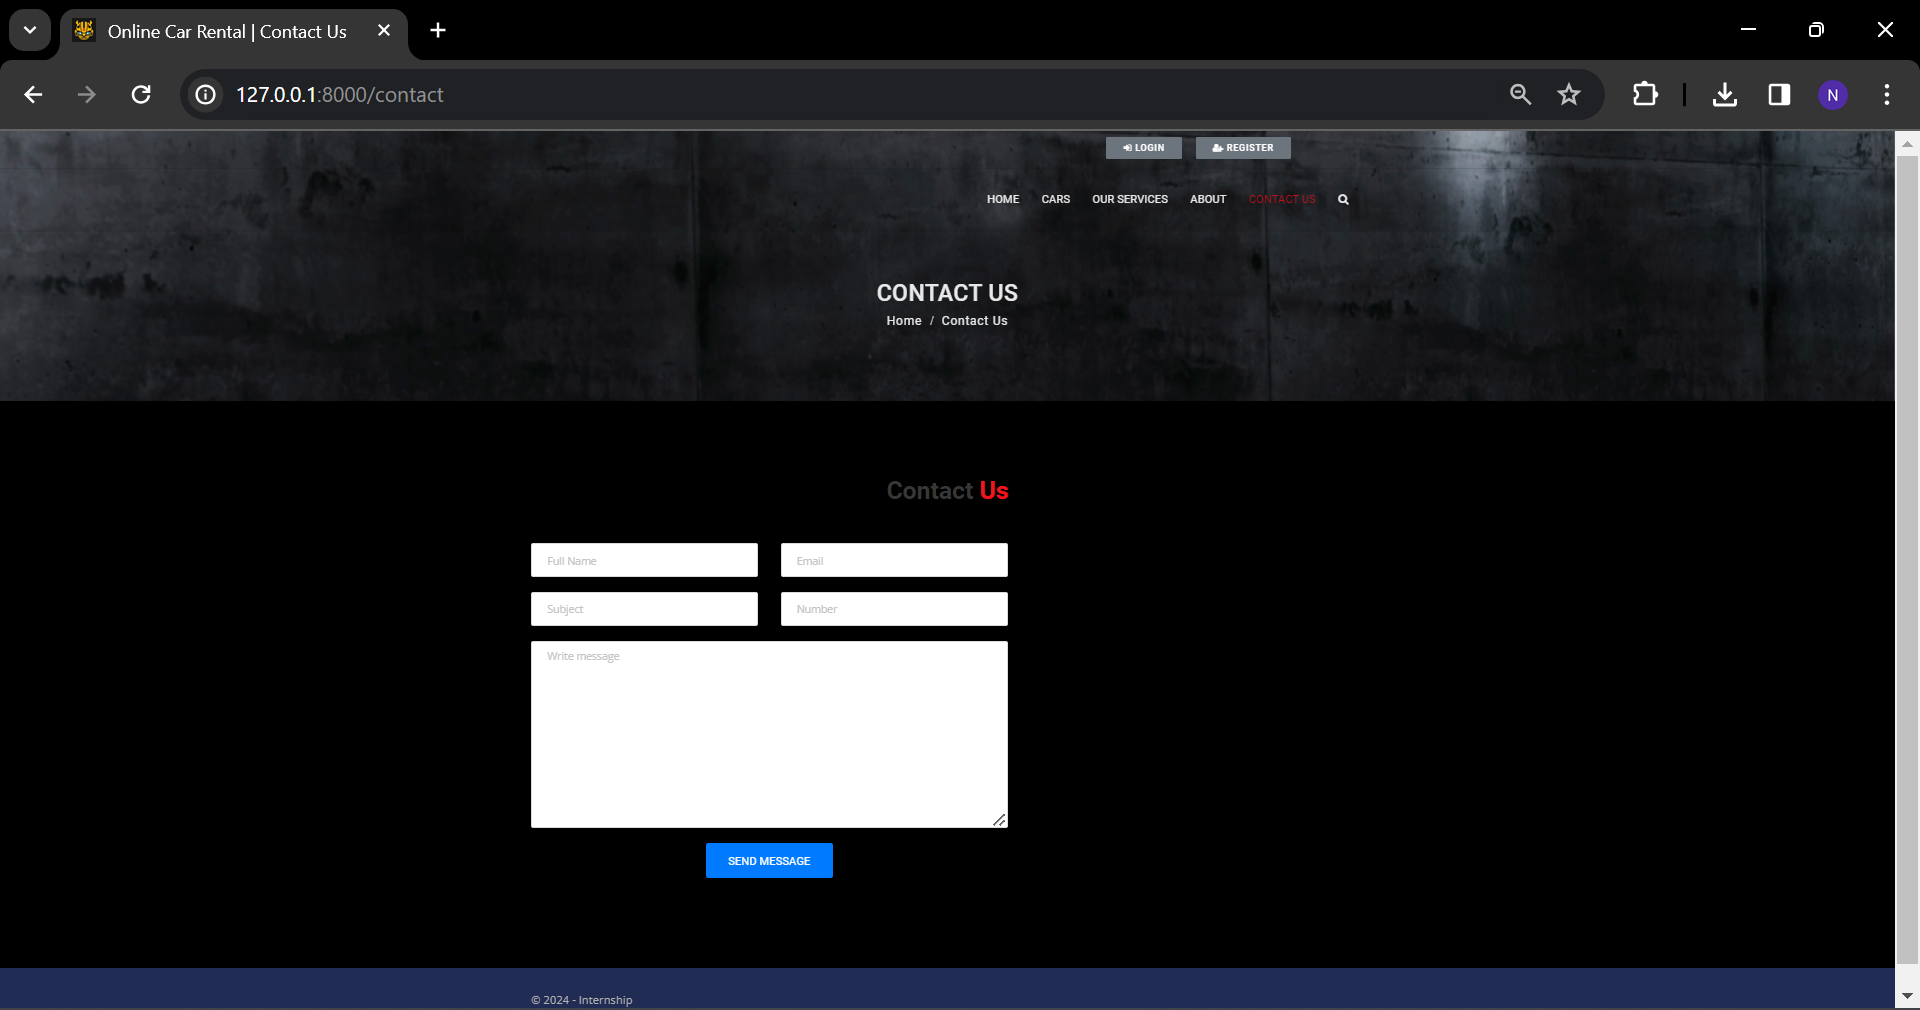 Online Car Rental | Contact Us
127.0.0.1:8000/contact
N
LOGIN
REGISTER
HOME CARS OUR SERVICES ABOUT CONTACT US
CONTACT US
Home / Contact Us
Contact Us
Full Name
Email
Subject
Number
Write message
SEND MESSAGE
© 2024 - Internship